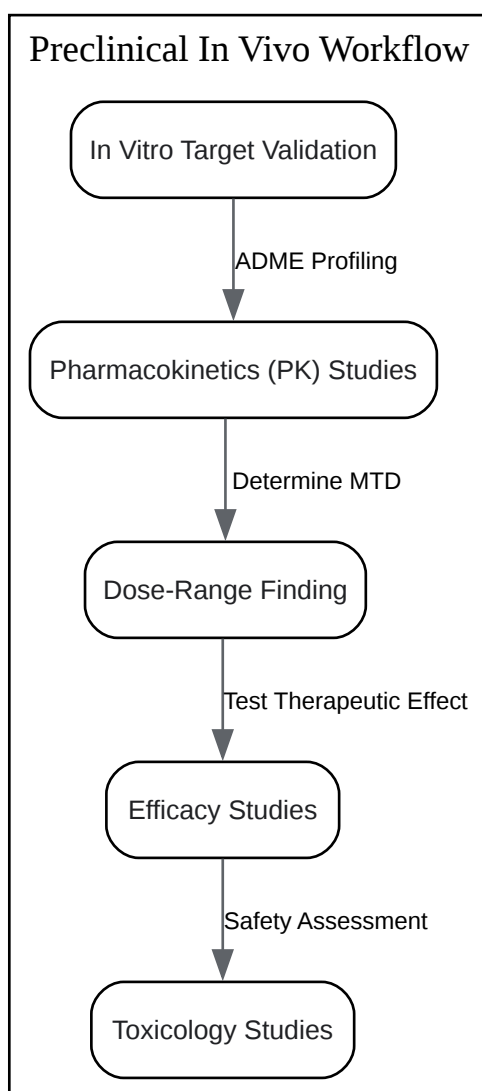 Preclinical In Vivo Workflow
In Vitro Target Validation
ADME Profiling
Pharmacokinetics (PK) Studies
Determine MTD
Dose-Range Finding
Test Therapeutic Effect
Efficacy Studies
Safety Assessment
Toxicology Studies